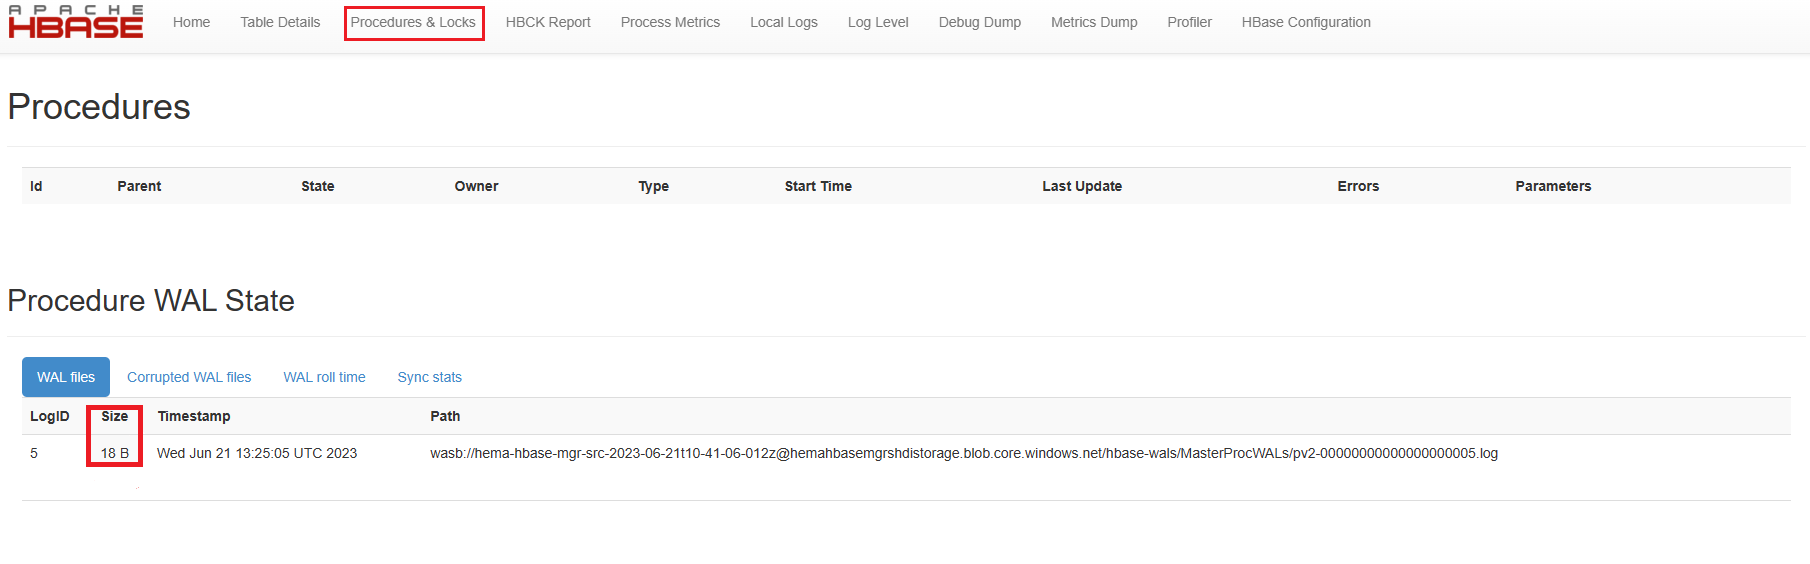 APACHE
HBASE
Home Table Details Procedures & Locks HBCK Report Process Metrics Local Logs Log Level Debug Dump Metrics Dump Profiler HBase Configuration
Procedures
Id Parent State Owner Type Start Time Last Update Errors Parameters
Procedure WAL State
WAL files Corrupted WAL files WAL roll time Sync stats
LogID Size Timestamp Path
5 18 B Wed Jun 21 13:25:05 UTC 2023 wasb://hema-hbase-mgr-src-2023-06-21t10-41-06-012z@hemahbasemgrshdistorage.blob.core.windows.net/hbase-wals/MasterProcWALs/pv2-00000000000000000005.log